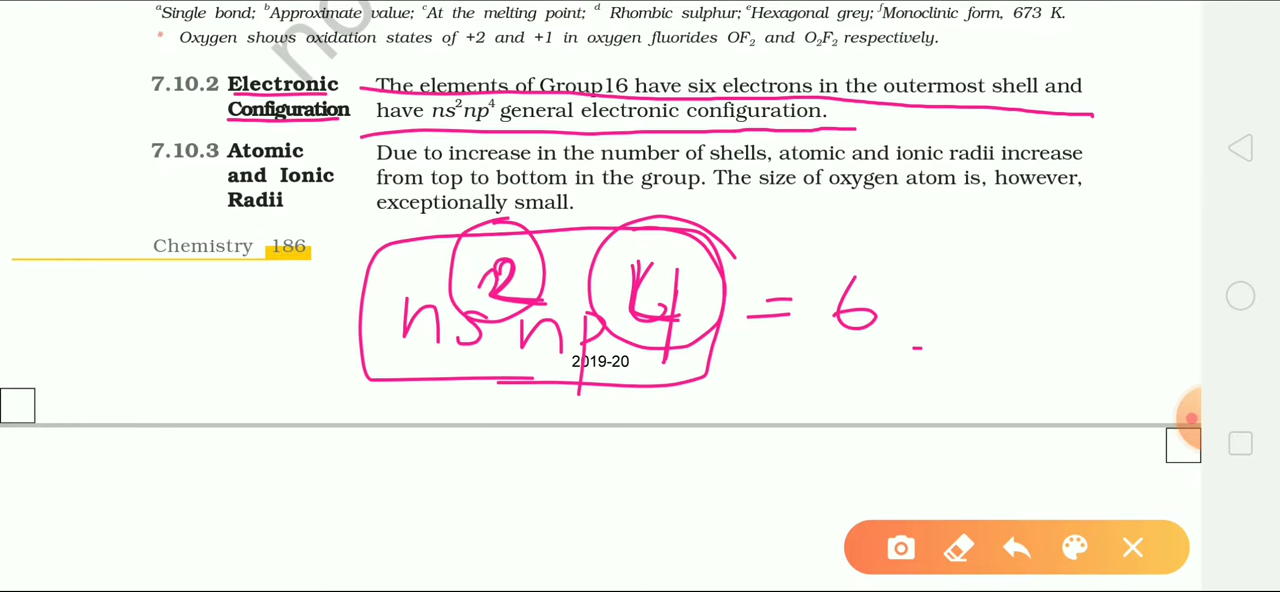 ᵃSingle bond; ᵇApproximate value; ᶜAt the melting point; ᵈ Rhombic sulphur; ᵉHexagonal grey; ᶠMonoclinic form, 673 K.
* Oxygen shows oxidation states of +2 and +1 in oxygen fluorides OF₂ and O₂F₂ respectively.
7.10.2 Electronic Configuration
The elements of Group16 have six electrons in the outermost shell and
have ns²np⁴ general electronic configuration.
7.10.3 Atomic and Ionic Radii
Due to increase in the number of shells, atomic and ionic radii increase
from top to bottom in the group. The size of oxygen atom is, however,
exceptionally small.
Chemistry 186
ns²np⁴ = 6
2019-20